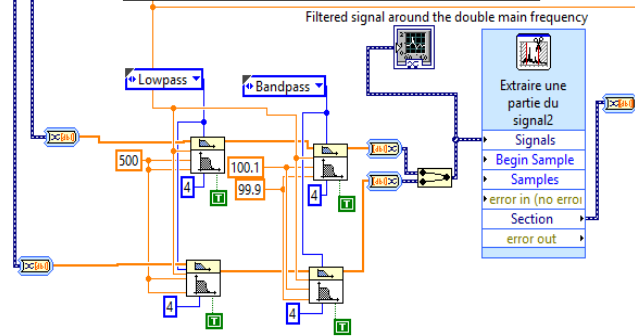 Filtered signal around the double main frequency
Lowpass
Bandpass
Extraire une
partie du
signal2
Signals
Begin Sample
Samples
error in (no error
Section
error out
500
100.1
99.9
4
4
T
T
4
4
T
T